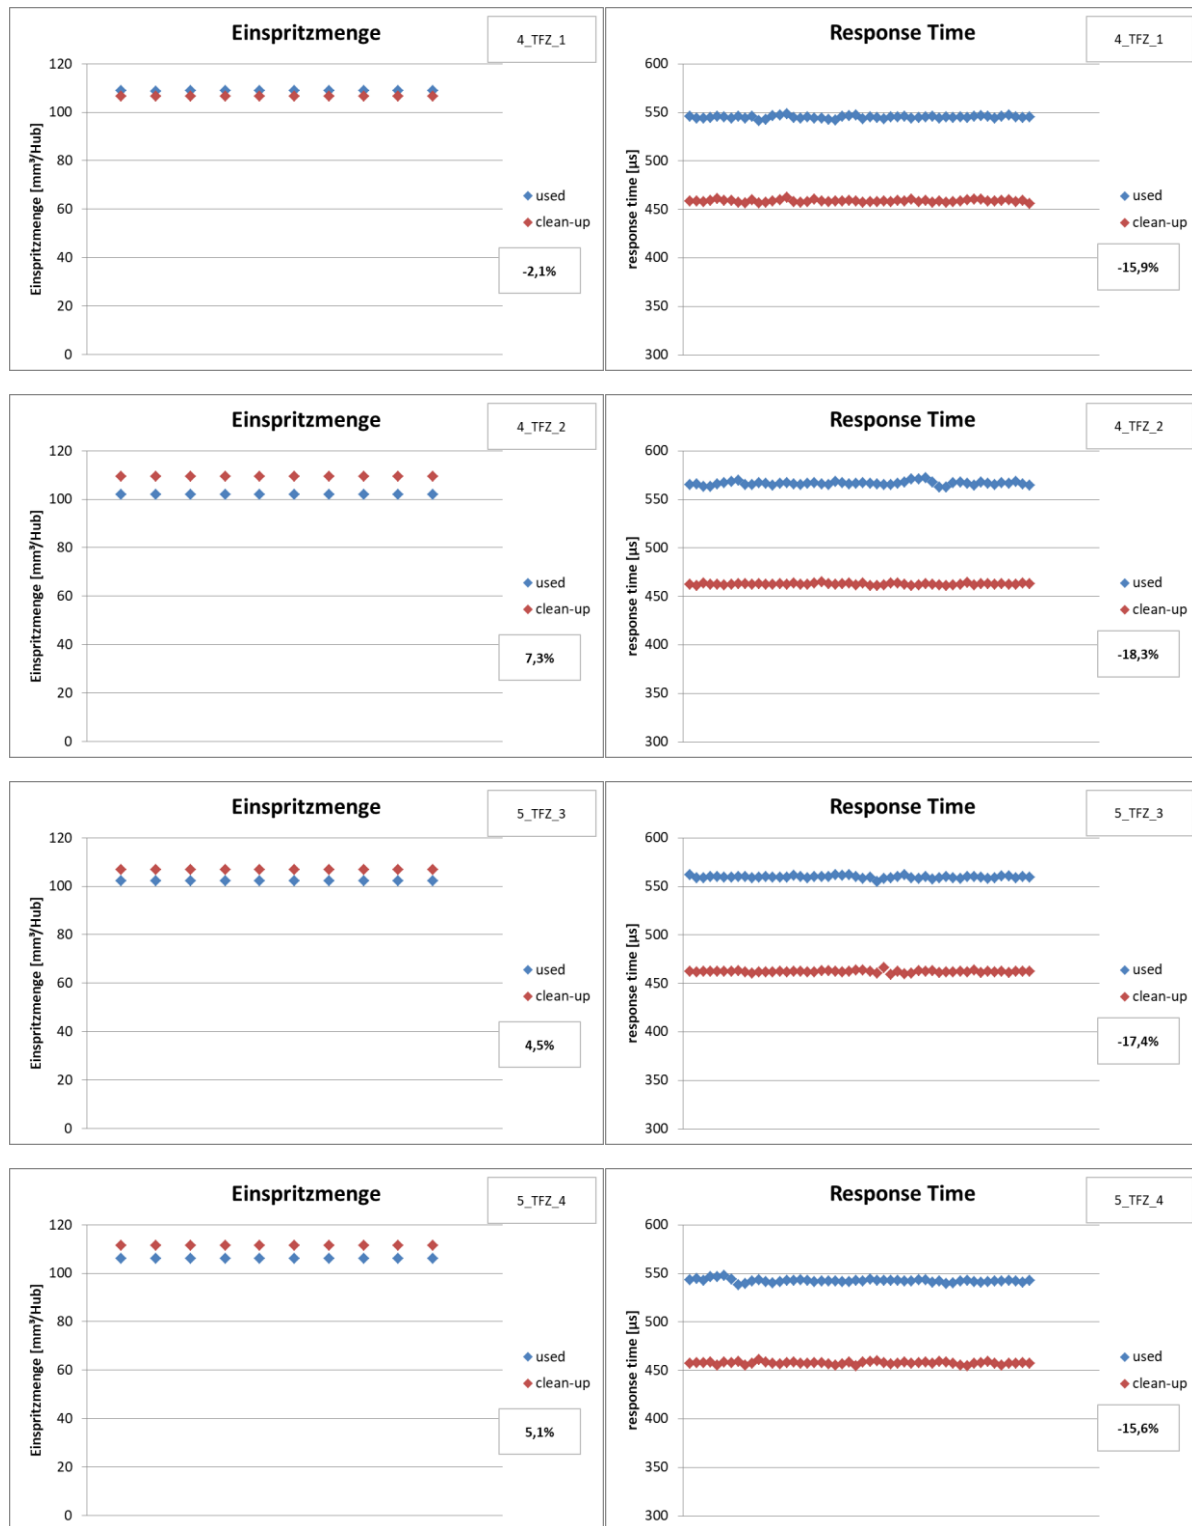 Einspritzmenge
4_TFZ_1
Einspritzmenge [mm³/Hub]
120
100
80
60
40
20
0
used
clean-up
-2,1%
Response Time
4_TFZ_1
response time [µs]
600
550
500
450
400
350
300
used
clean-up
-15,9%
Einspritzmenge
4_TFZ_2
Einspritzmenge [mm³/Hub]
120
100
80
60
40
20
0
used
clean-up
7,3%
Response Time
4_TFZ_2
response time [µs]
600
550
500
450
400
350
300
used
clean-up
-18,3%
Einspritzmenge
5_TFZ_3
Einspritzmenge [mm³/Hub]
120
100
80
60
40
20
0
used
clean-up
4,5%
Response Time
5_TFZ_3
response time [µs]
600
550
500
450
400
350
300
used
clean-up
-17,4%
Einspritzmenge
5_TFZ_4
Einspritzmenge [mm³/Hub]
120
100
80
60
40
20
0
used
clean-up
5,1%
Response Time
5_TFZ_4
response time [µs]
600
550
500
450
400
350
300
used
clean-up
-15,6%